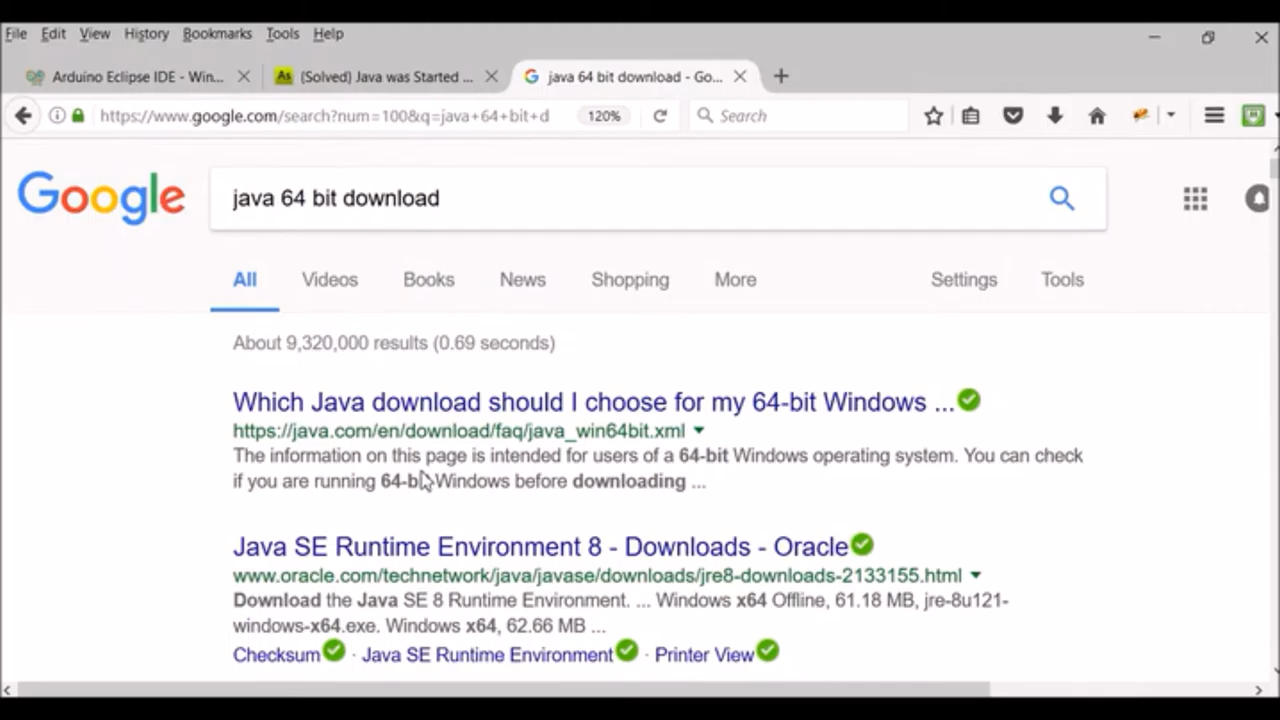 File Edit View History Bookmarks Tools Help
Arduino Eclipse IDE - Win... As (Solved) Java was Started ... G java 64 bit download - Go...
https://www.google.com/search?num=100&q=java+64+bit+d 120% Search
Google java 64 bit download
All Videos Books News Shopping More Settings Tools
About 9,320,000 results (0.69 seconds)
Which Java download should I choose for my 64-bit Windows ...
https://java.com/en/download/faq/java_win64bit.xml
The information on this page is intended for users of a 64-bit Windows operating system. You can check
if you are running 64-bit Windows before downloading ...
Java SE Runtime Environment 8 - Downloads - Oracle
www.oracle.com/technetwork/java/javase/downloads/jre8-downloads-2133155.html
Download the Java SE 8 Runtime Environment. ... Windows x64 Offline, 61.18 MB, jre-8u121-
windows-x64.exe. Windows x64, 62.66 MB ...
Checksum · Java SE Runtime Environment · Printer View